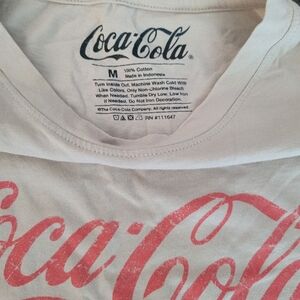 Coca-Cola
M 100% Cotton
Made in Indonesia
Turn Inside Out, Machine Wash Cold With
Like Colors, Only Non-Chlorine Bleach
When Needed, Tumble Dry Low, Low Iron
if Needed. Do Not Iron Decoration.
©The Coca-Cola Company. All rights reserved.
RN #111647
Coca-Cola